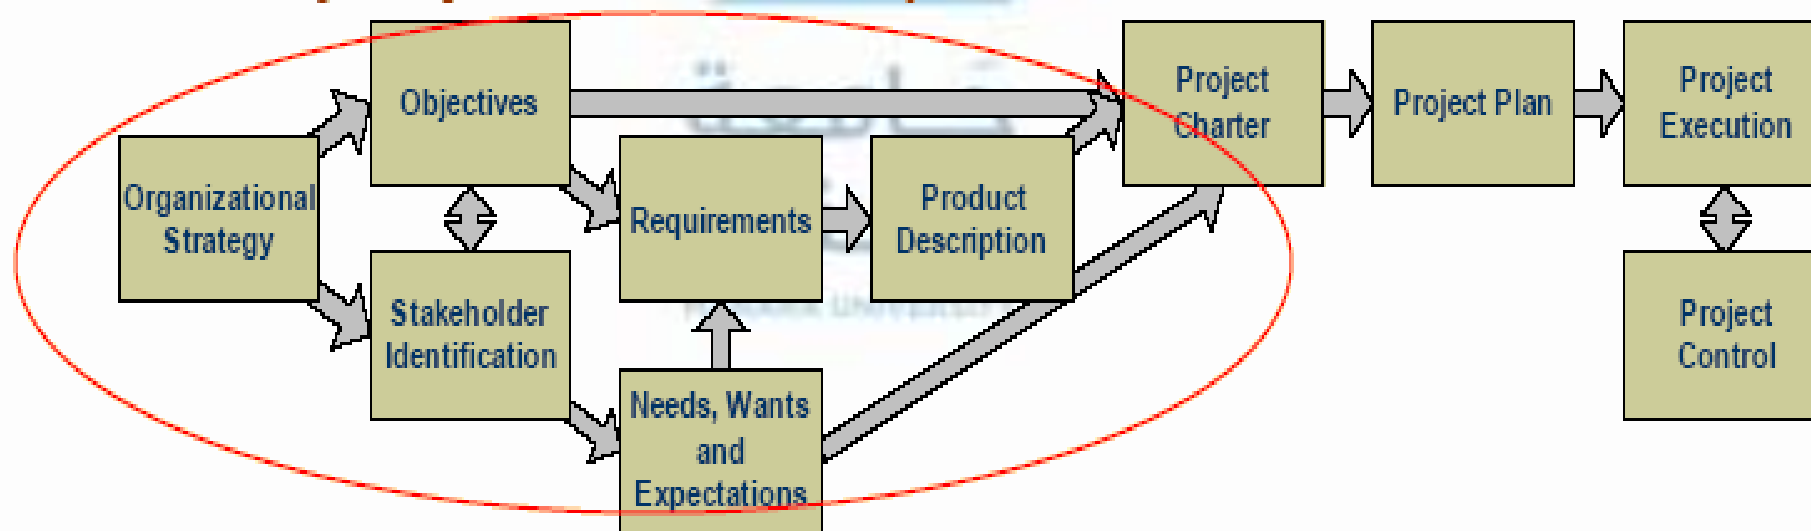 Objectives
Project
Charter
Project Plan
Project
Execution
Organizational
Strategy
Requirements
Product
Description
Stakeholder
Identification
Project
Control
Needs, Wants
and
Expectations